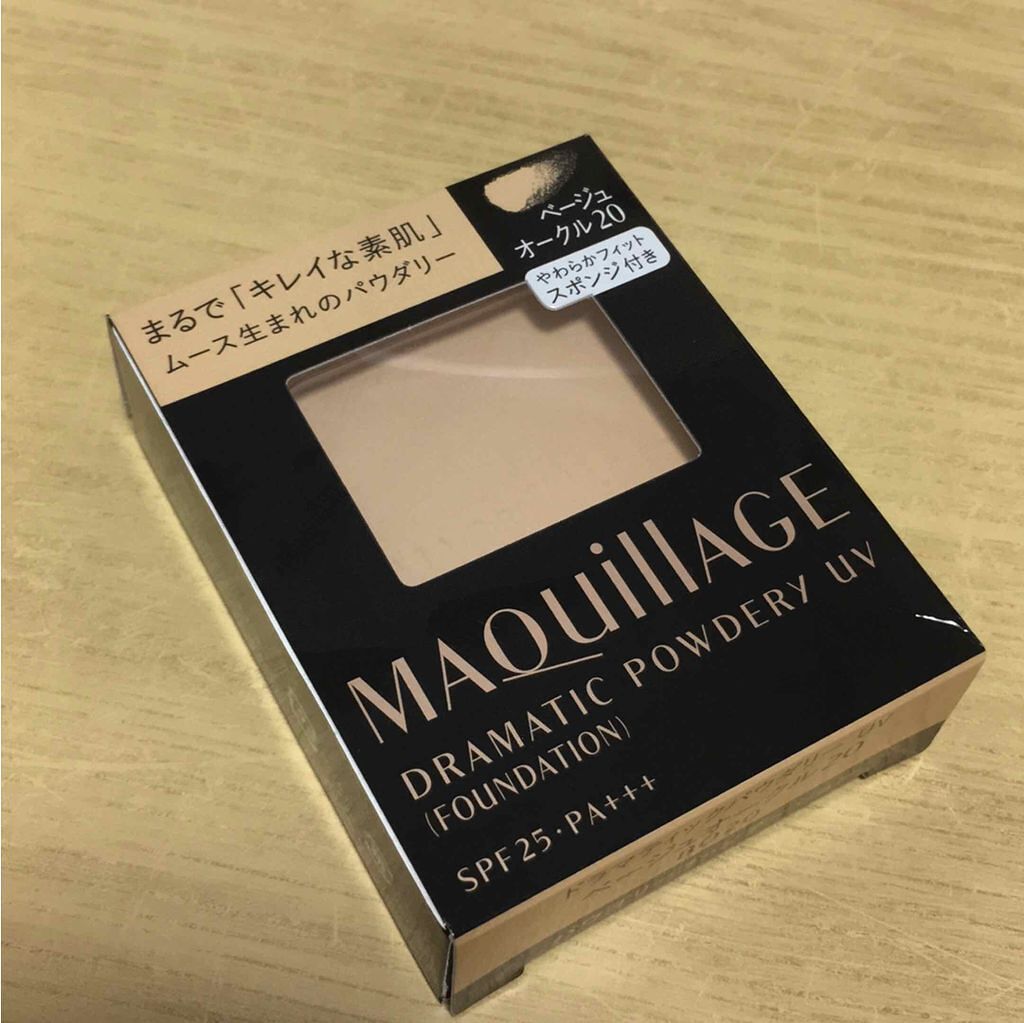 ベージュ
オークル20
やわらかフィット
スポンジ付き
まるで「キレイな素肌」
ムース生まれのパウダリー
MAQuillAGE
DRAMATIC POWDERY UV
(FOUNDATION)
SPF25・PA+++